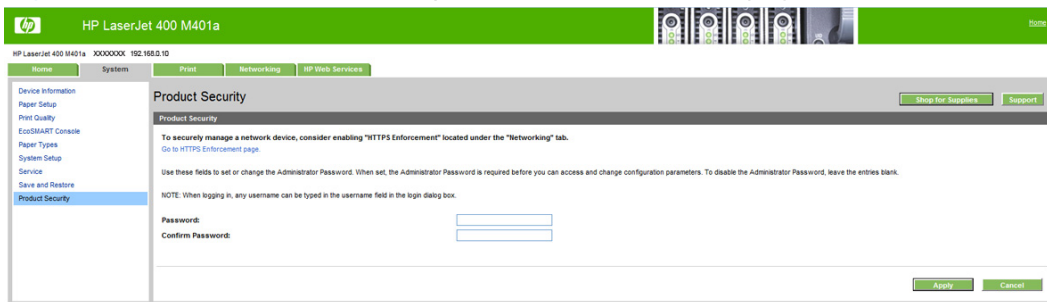 hp HP LaserJet 400 M401a Home
HP LaserJet 400 M401a XXXXXXX 192.168.0.10
Home System Print Networking HP Web Services
Device Information
Paper Setup
Print Quality
EcoSMART Console
Paper Types
System Setup
Service
Save and Restore
Product Security
Product Security Shop for Supplies Support
Product Security
To securely manage a network device, consider enabling "HTTPS Enforcement" located under the "Networking" tab.
Go to HTTPS Enforcement page.
Use these fields to set or change the Administrator Password. When set, the Administrator Password is required before you can access and change configuration parameters. To disable the Administrator Password, leave the entries blank.
NOTE: When logging in, any username can be typed in the username field in the login dialog box.
Password:
Confirm Password:
Apply Cancel